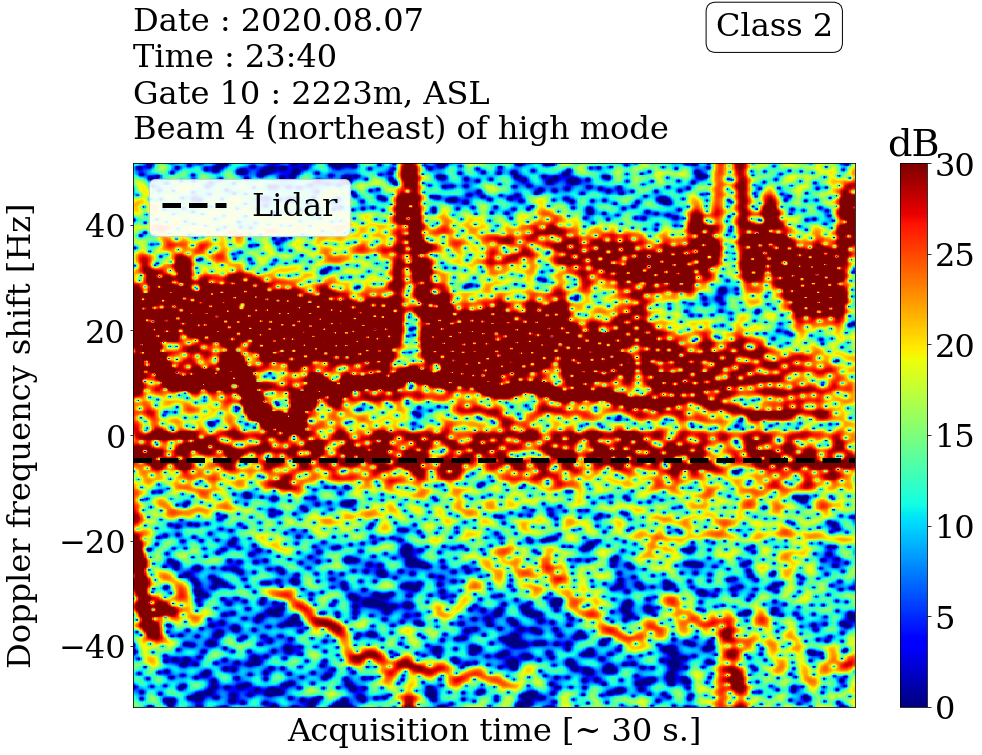 Date : 2020.08.07
Time : 23:40
Gate 10 : 2223m, ASL
Beam 4 (northeast) of high mode
Class 2
dB
Lidar
Doppler frequency shift [Hz]
40
20
0
−20
−40
Acquisition time [~ 30 s.]
30
25
20
15
10
5
0